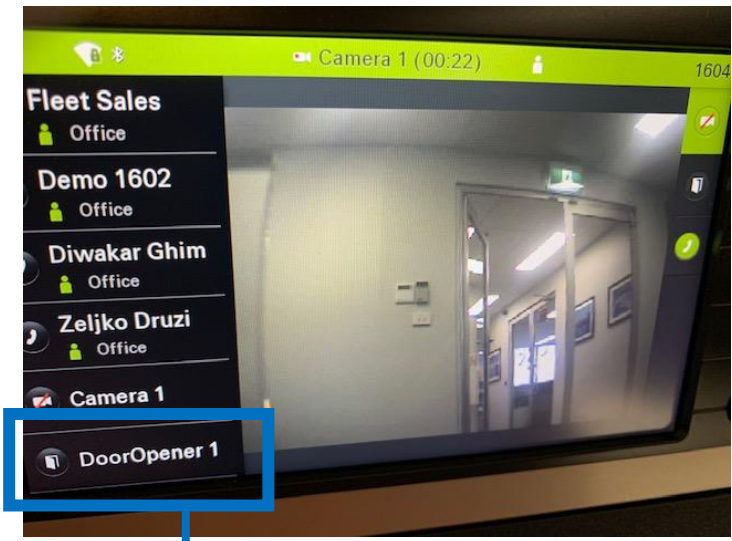 Camera 1 (00:22)
1604
Fleet Sales
Office
Demo 1602
Office
Diwakar Ghim
Office
Zeljko Druzi
Office
Camera 1
DoorOpener 1